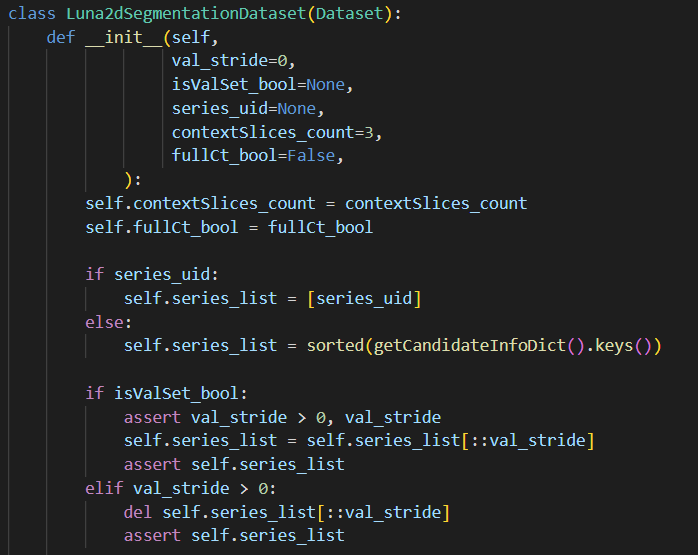 class Luna2dSegmentationDataset(Dataset):
    def __init__(self,
                 val_stride=0,
                 isValSet_bool=None,
                 series_uid=None,
                 contextSlices_count=3,
                 fullCt_bool=False,
            ):
        self.contextSlices_count = contextSlices_count
        self.fullCt_bool = fullCt_bool

        if series_uid:
            self.series_list = [series_uid]
        else:
            self.series_list = sorted(getCandidateInfoDict().keys())

        if isValSet_bool:
            assert val_stride > 0, val_stride
            self.series_list = self.series_list[::val_stride]
            assert self.series_list
        elif val_stride > 0:
            del self.series_list[::val_stride]
            assert self.series_list